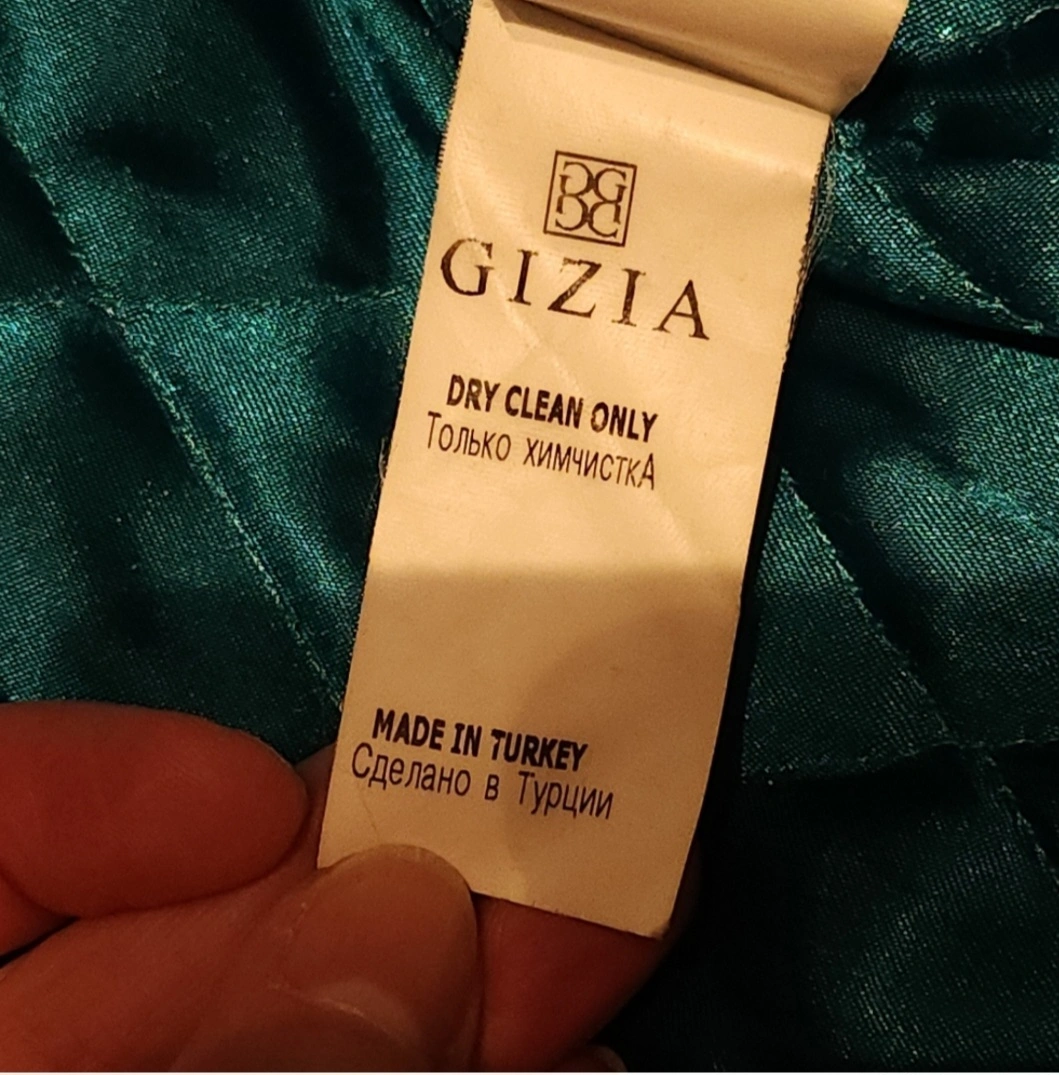 GIZIA
DRY CLEAN ONLY
Только химчисткА
MADE IN TURKEY
Сделано в Турции